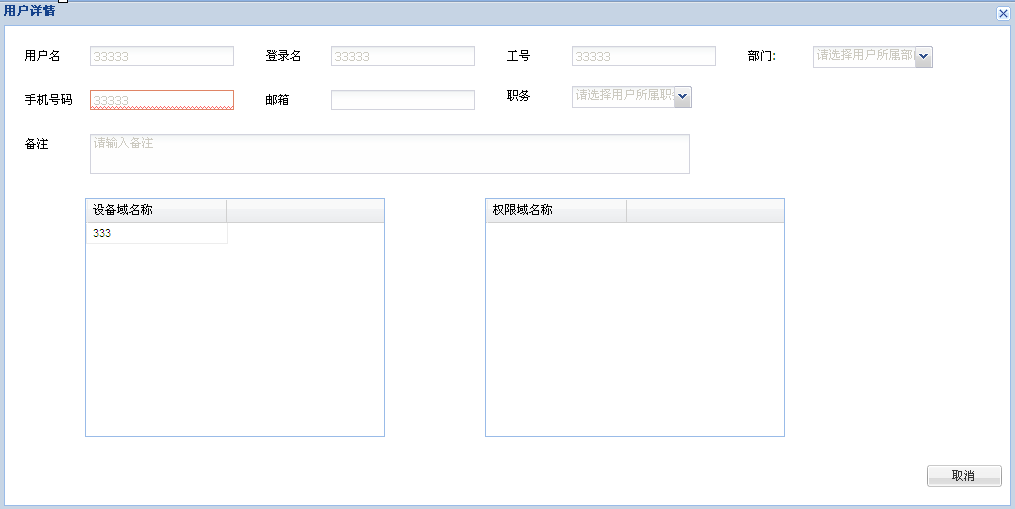 用户详情
用户名 33333 登录名 33333 工号 33333 部门: 请选择用户所属部
手机号码 33333 邮箱 职务 请选择用户所属职
备注 请输入备注
设备域名称 权限域名称
333
取消